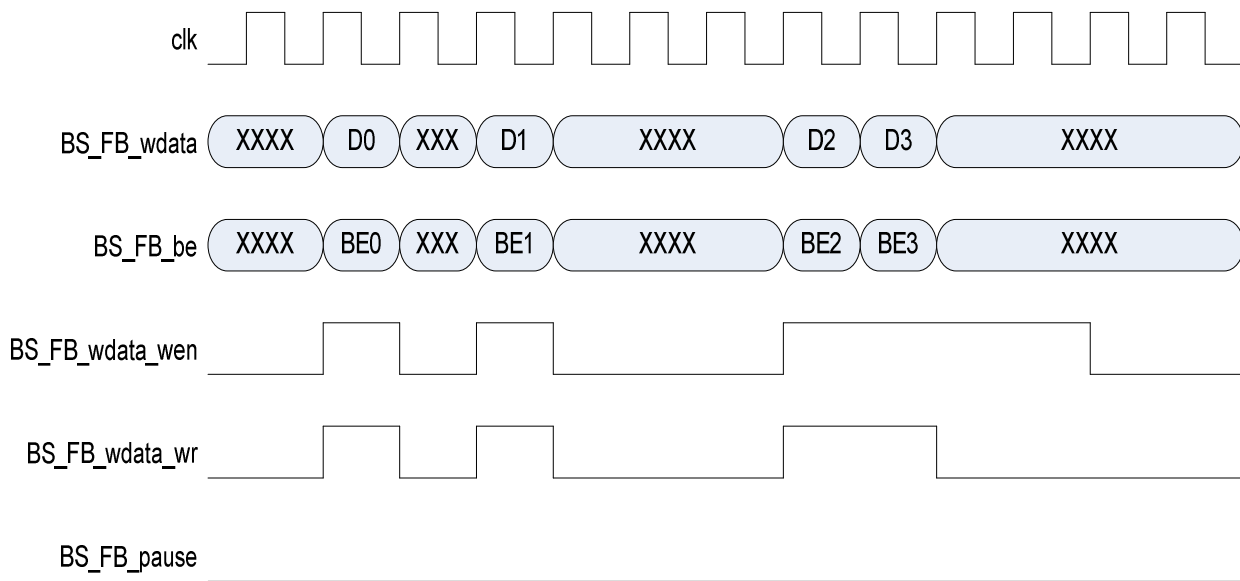 clk
BS_FB_wdata XXXX D0 XXX D1 XXXX D2 D3 XXXX
BS_FB_be XXXX BE0 XXX BE1 XXXX BE2 BE3 XXXX
BS_FB_wdata_wen
BS_FB_wdata_wr
BS_FB_pause